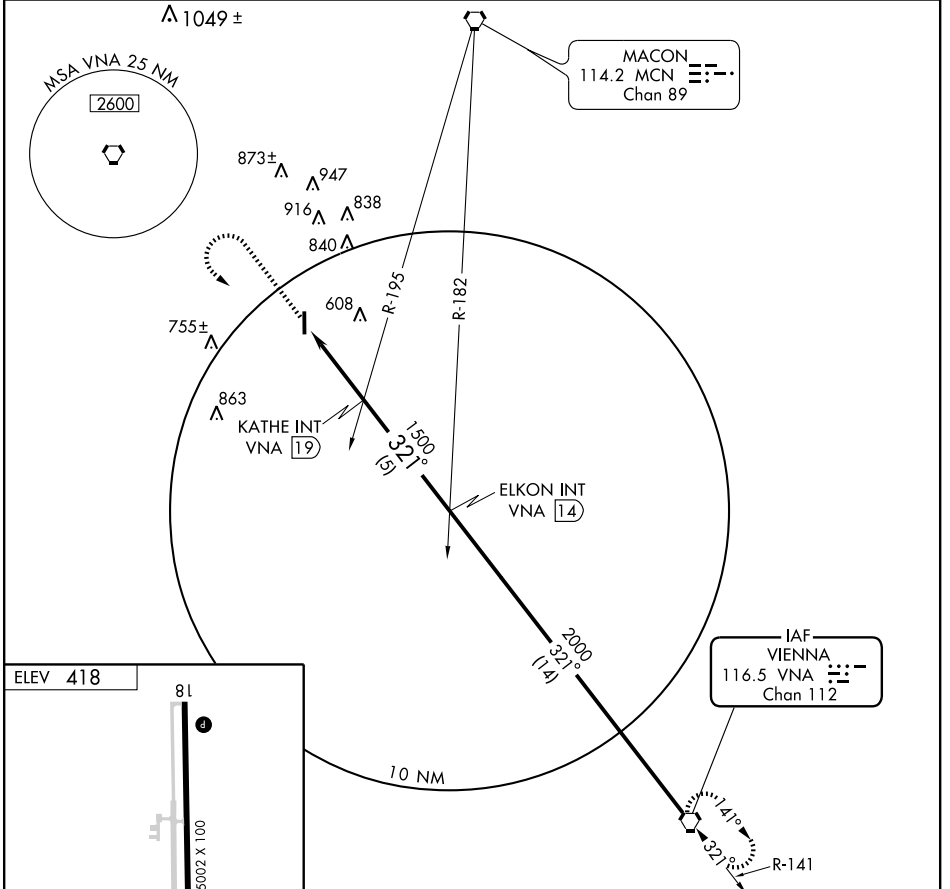 1049 ±
MSA VNA 25 NM
2600
MACON
114.2 MCN
Chan 89
873±
947
916
838
840
R-195
R-182
608
755±
863
KATHE INT
VNA 19
1500
321°
(5)
ELKON INT
VNA 14
2000
321°
(14)
IAF
VIENNA
116.5 VNA
Chan 112
ELEV 418
18
P
5002 X 100
10 NM
141°
321°
R-141